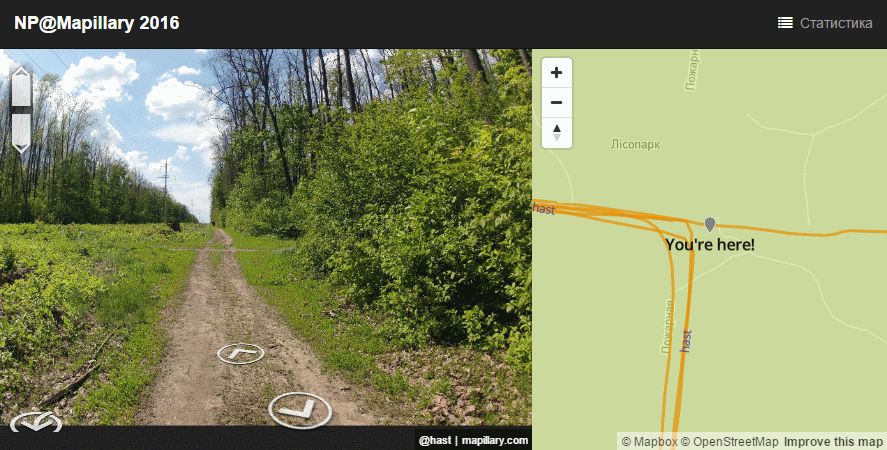 NP@Mapillary 2016
Статистика
@hast | mapillary.com
Пожарн
Лісопарк
hast
You're here!
Пожарная
hast
© Mapbox © OpenStreetMap Improve this map